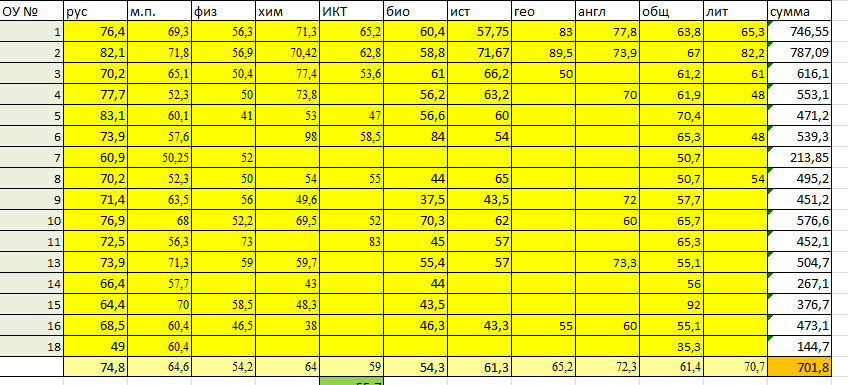 ОУ № рус м.п. физ хим ИКТ био ист гео англ общ лит сумма
1 76,4 69,3 56,3 71,3 65,2 60,4 57,75 83 77,8 63,8 65,3 746,55
2 82,1 71,8 56,9 70,42 62,8 58,8 71,67 89,5 73,9 67 82,2 787,09
3 70,2 65,1 50,4 77,4 53,6 61 66,2 50 61,2 61 616,1
4 77,7 52,3 50 73,8 56,2 63,2 70 61,9 48 553,1
5 83,1 60,1 41 53 47 56,6 60 70,4 471,2
6 73,9 57,6 98 58,5 84 54 65,3 48 539,3
7 60,9 50,25 52 50,7 213,85
8 70,2 52,3 50 54 55 44 65 50,7 54 495,2
9 71,4 63,5 56 49,6 37,5 43,5 72 57,7 451,2
10 76,9 68 52,2 69,5 52 70,3 62 60 65,7 576,6
11 72,5 56,3 73 83 45 57 65,3 452,1
13 73,9 71,3 59 59,7 55,4 57 73,3 55,1 504,7
14 66,4 57,7 43 44 56 267,1
15 64,4 70 58,5 48,3 43,5 92 376,7
16 68,5 60,4 46,5 38 46,3 43,3 55 60 55,1 473,1
18 49 60,4 35,3 144,7
74,8 64,6 54,2 64 59 54,3 61,3 65,2 72,3 61,4 70,7 701,8